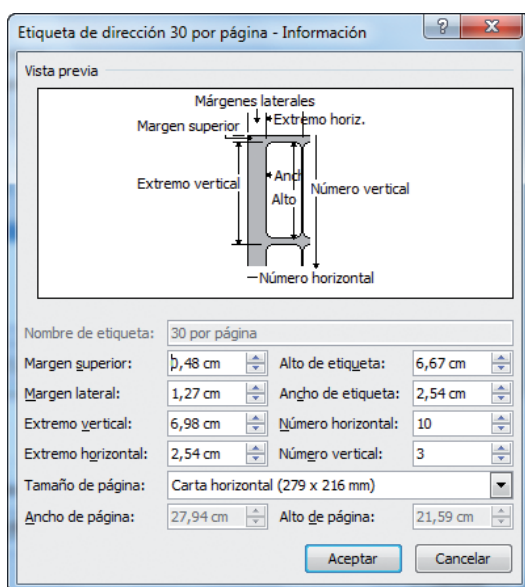 Etiqueta de dirección 30 por página - Información
Vista previa
Márgenes laterales
Extremo horiz.
Margen superior
Extremo vertical
Anch
Alto
Número vertical
Número horizontal
Nombre de etiqueta: 30 por página
Margen superior: 0,48 cm Alto de etiqueta: 6,67 cm
Margen lateral: 1,27 cm Ancho de etiqueta: 2,54 cm
Extremo vertical: 6,98 cm Número horizontal: 10
Extremo horizontal: 2,54 cm Número vertical: 3
Tamaño de página: Carta horizontal (279 x 216 mm)
Ancho de página: 27,94 cm Alto de página: 21,59 cm
Aceptar Cancelar